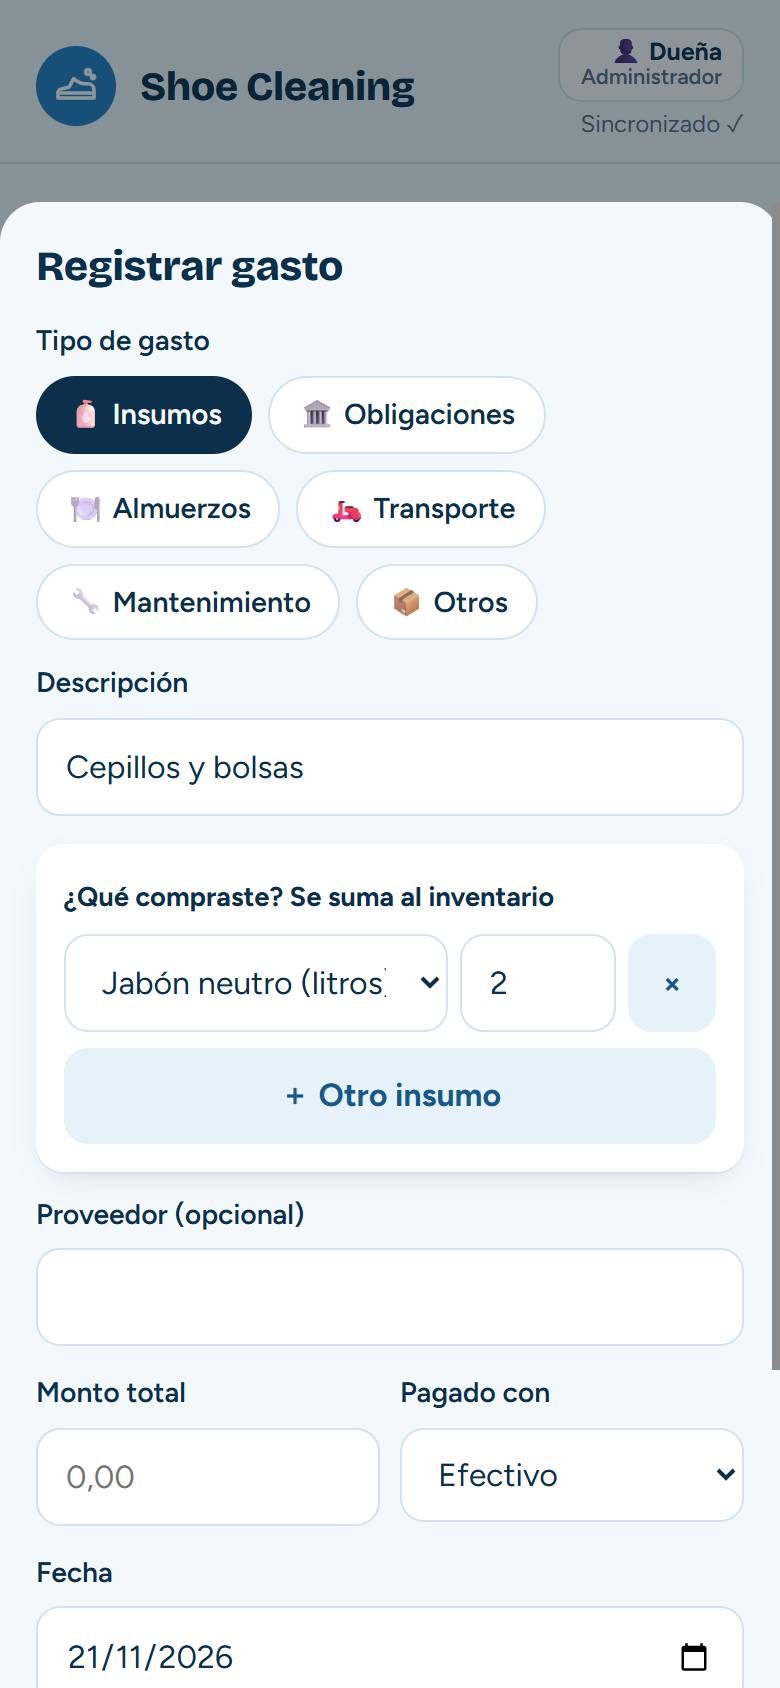 Shoe Cleaning
Dueña
Administrador
Sincronizado ✓
Registrar gasto
Tipo de gasto
Insumos
Obligaciones
Almuerzos
Transporte
Mantenimiento
Otros
Descripción
Cepillos y bolsas
¿Qué compraste? Se suma al inventario
Jabón neutro (litros)
2
×
+ Otro insumo
Proveedor (opcional)
Monto total
Pagado con
0,00
Efectivo
Fecha
21/11/2026